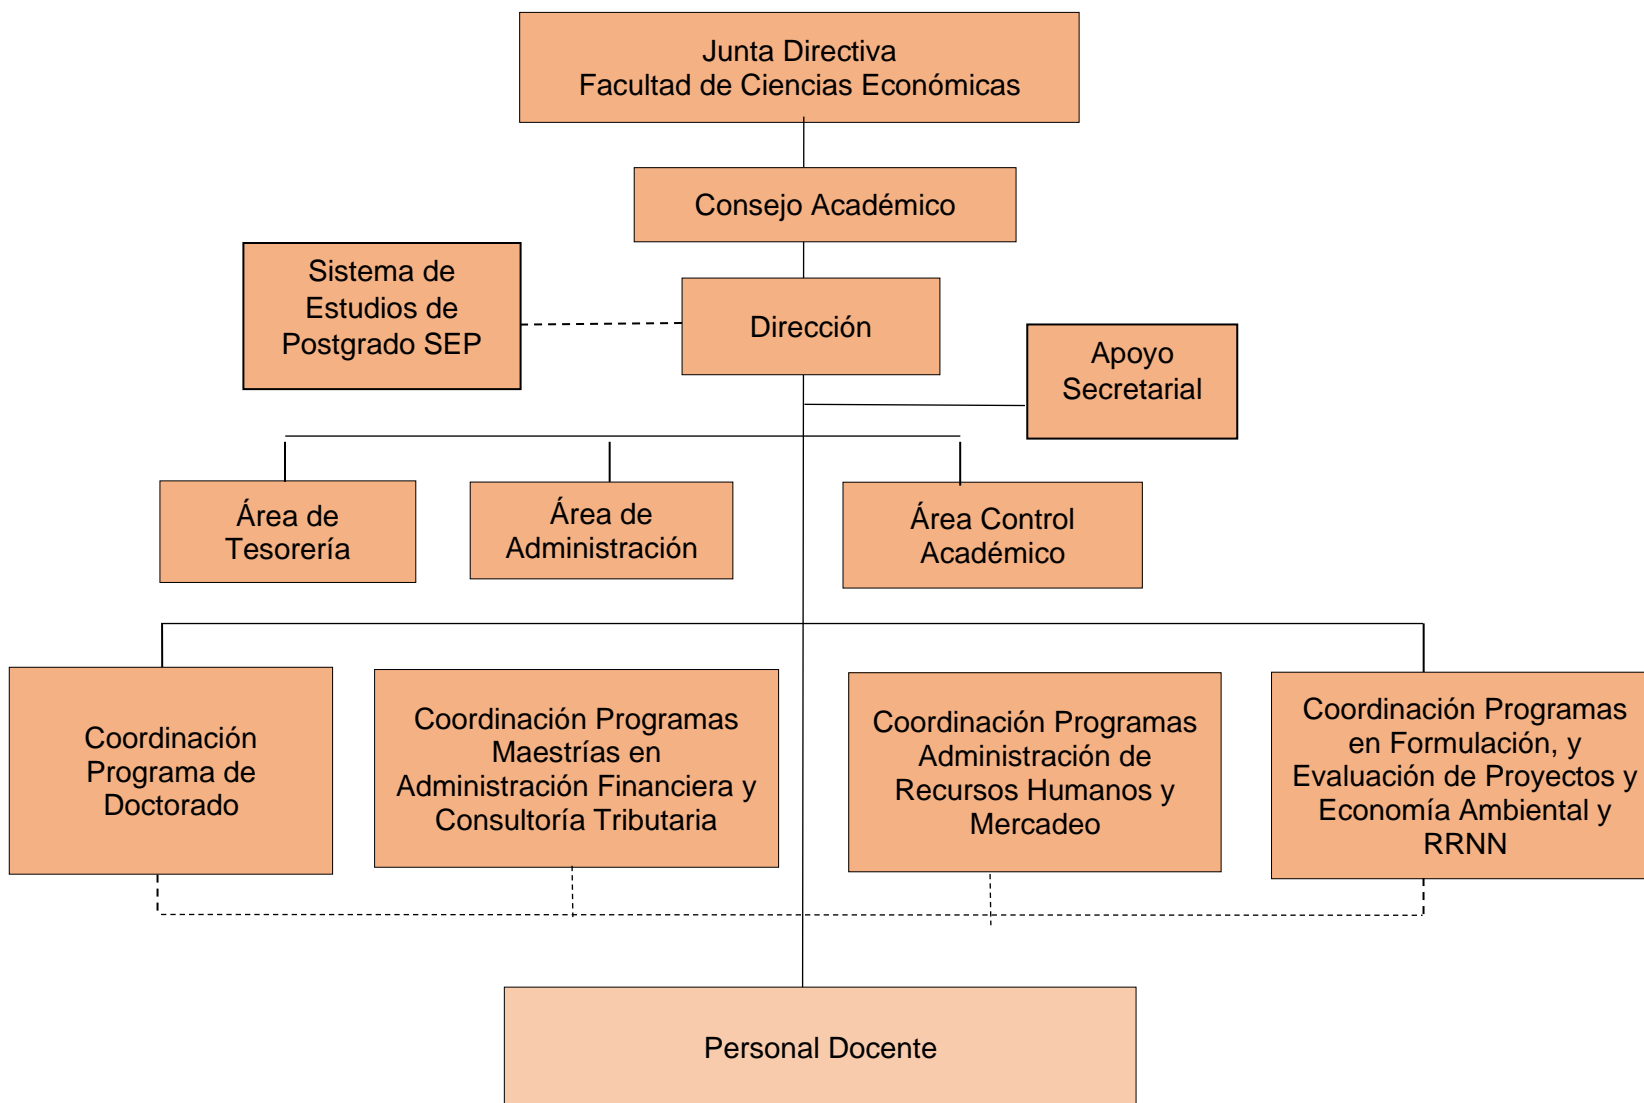 Junta Directiva
Facultad de Ciencias Económicas
Consejo Académico
Sistema de
Estudios de
Postgrado SEP
Dirección
Apoyo
Secretarial
Área de
Tesorería
Área de
Administración
Área Control
Académico
Coordinación
Programa de
Doctorado
Coordinación Programas
Maestrías en
Administración Financiera y
Consultoría Tributaria
Coordinación Programas
Administración de
Recursos Humanos y
Mercadeo
Coordinación Programas
en Formulación, y
Evaluación de Proyectos y
Economía Ambiental y
RRNN
Personal Docente